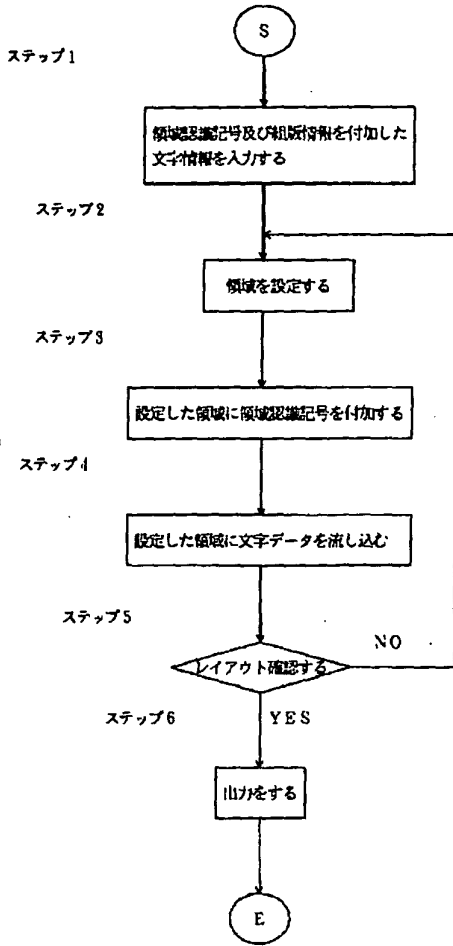 S
ステップ1
領域認識記号及び組版情報を付加した
文字情報を入力する
ステップ2
領域を設定する
ステップ3
設定した領域に領域認識記号を付加する
ステップ4
設定した領域に文字データを流し込む
ステップ5
レイアウト確認する
NO
ステップ6
YES
出力をする
E